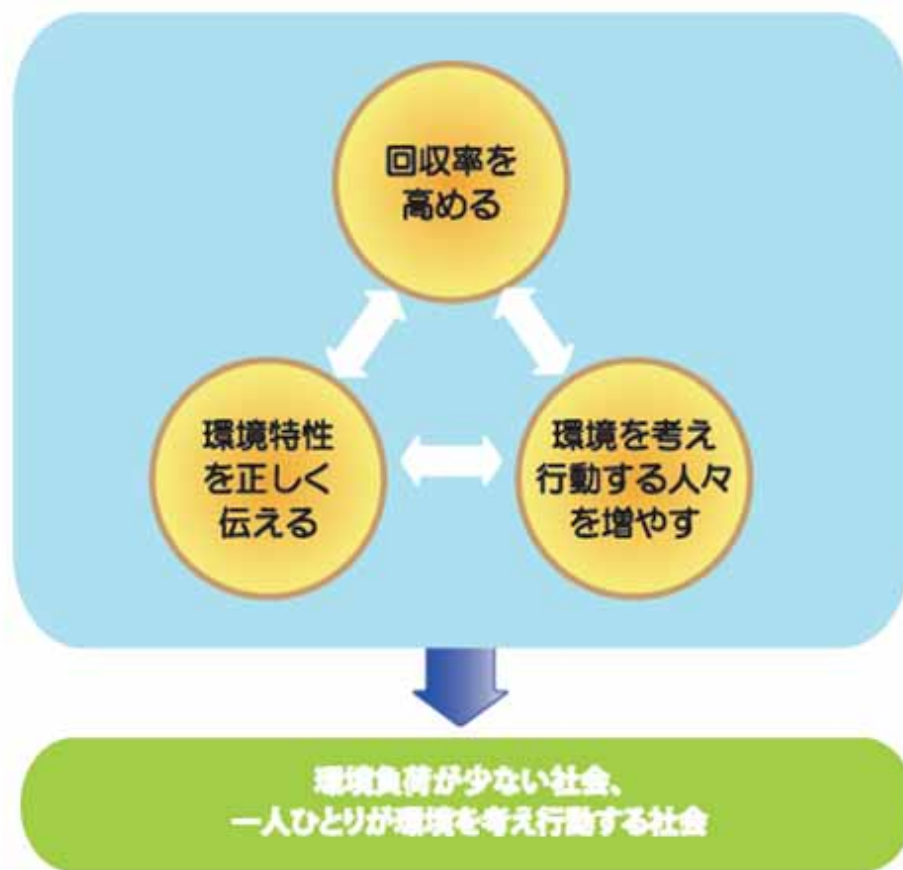 回収率を
高める
環境特性
を正しく
伝える
環境を考え
行動する人々
を増やす
環境負荷が少ない社会、
一人ひとりが環境を考え行動する社会